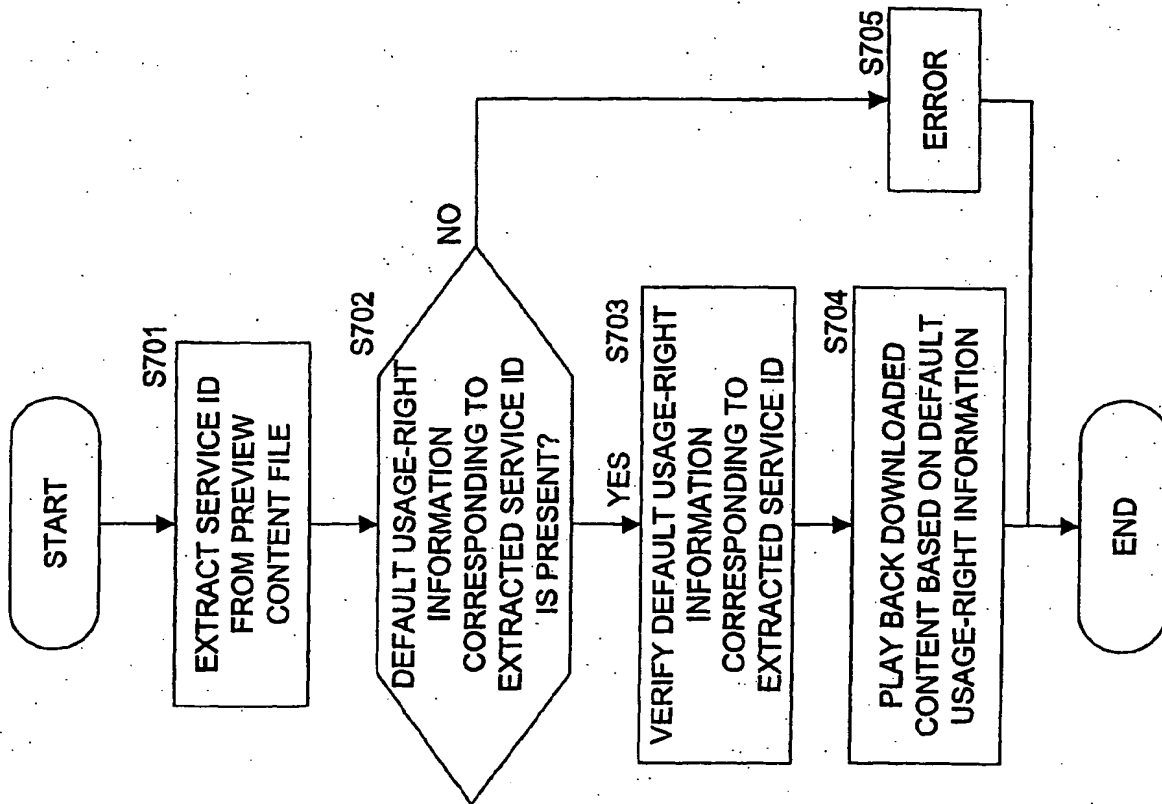 START
S701
EXTRACT SERVICE ID
FROM PREVIEW
CONTENT FILE
S702
DEFAULT USAGE-RIGHT
INFORMATION
CORRESPONDING TO
EXTRACTED SERVICE ID
IS PRESENT?
NO
YES
S703
VERIFY DEFAULT USAGE-RIGHT
INFORMATION
CORRESPONDING TO
EXTRACTED SERVICE ID
S704
PLAY BACK DOWNLOADED
CONTENT BASED ON DEFAULT
USAGE-RIGHT INFORMATION
S705
ERROR
END